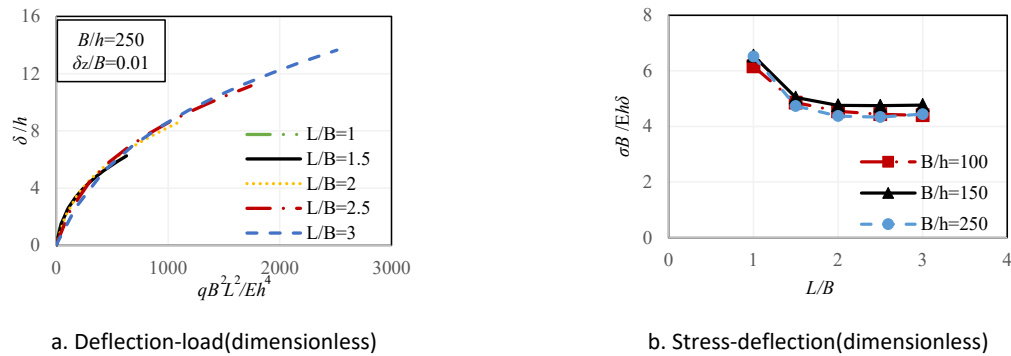 16
12
8
4
0
B/h=250
δz/B=0.01
δ/h
L/B=1
L/B=1.5
L/B=2
L/B=2.5
L/B=3
0
1000
2000
3000
qB²L²/Eh⁴
a. Deflection-load(dimensionless)
8
6
4
2
0
σB /Ehδ
B/h=100
B/h=150
B/h=250
0
1
2
3
4
L/B
b. Stress-deflection(dimensionless)